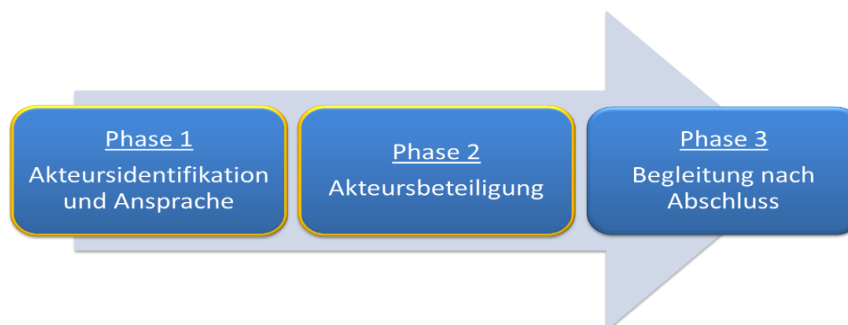 Phase 1
Akteursidentifikation
und Ansprache
Phase 2
Akteursbeteiligung
Phase 3
Begleitung nach
Abschluss